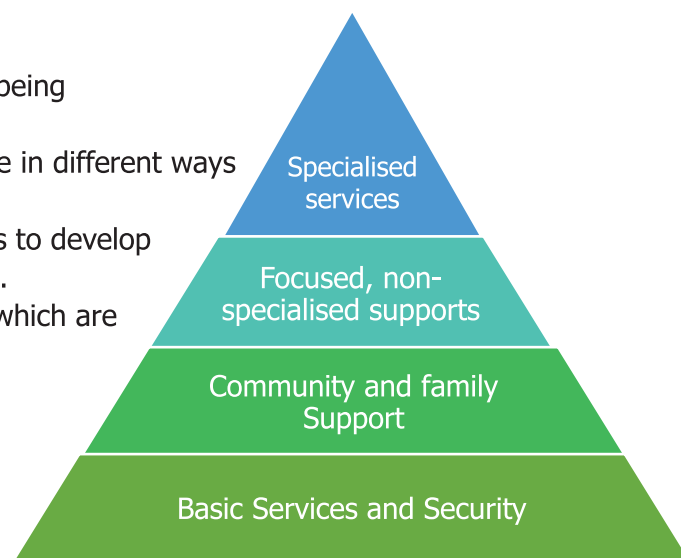 being
e in different ways
s to develop
.
which are
Specialised
services
Focused, non-
specialised supports
Community and family
Support
Basic Services and Security